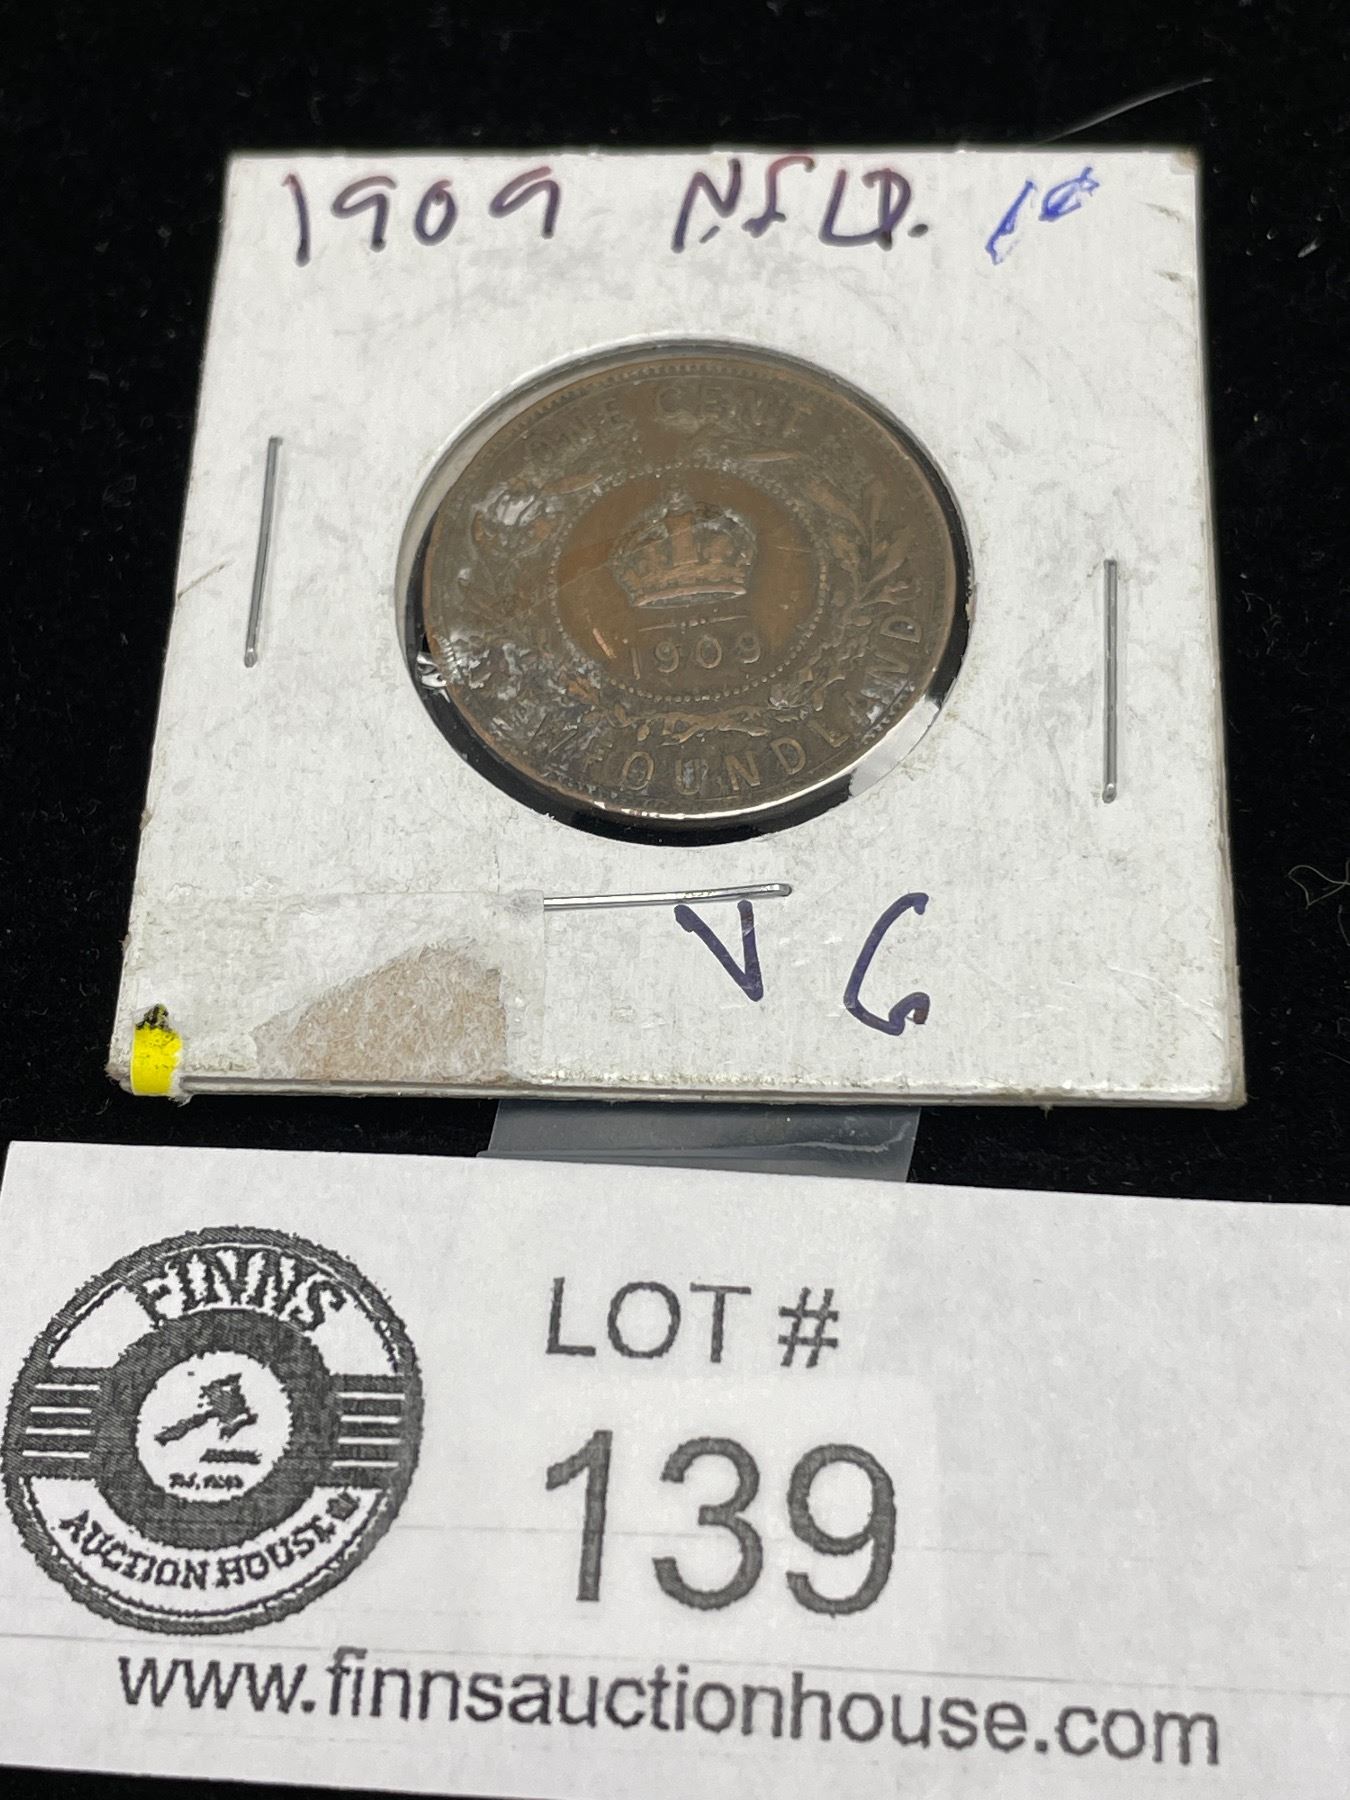 1909 NFLD. 1¢
ONE CENT
1909
NEWFOUNDLAND
VG
FINNS
AUCTION HOUSE
LOT #
139
www.finnsauctionhouse.com